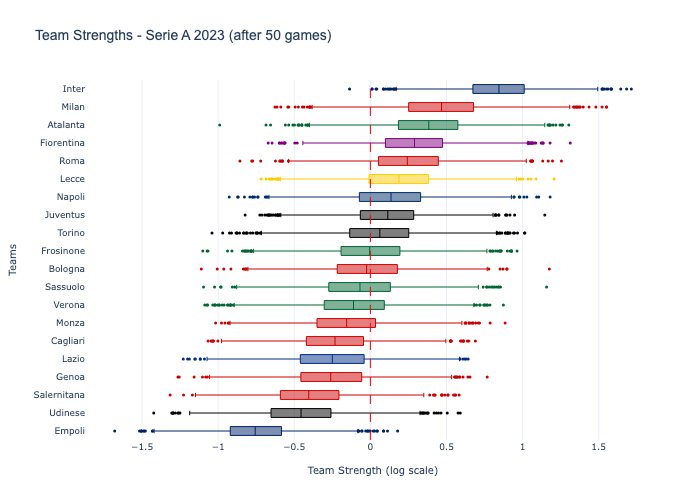 Team Strengths - Serie A 2023 (after 50 games)
Inter
Milan
Atalanta
Fiorentina
Roma
Lecce
Napoli
Juventus
Torino
Frosinone
Bologna
Sassuolo
Verona
Monza
Cagliari
Lazio
Genoa
Salernitana
Udinese
Empoli
Teams
−1.5 −1 −0.5 0 0.5 1 1.5
Team Strength (log scale)